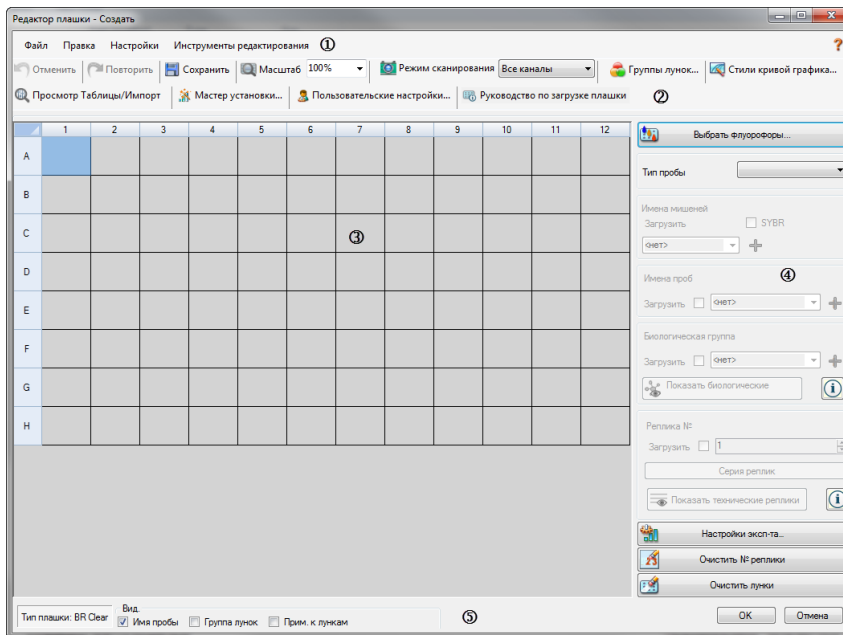 Редактор плашки - Создать
Файл Правка Настройки Инструменты редактирования ① ?
Отменить Повторить Сохранить Масштаб 100% Режим сканирования Все каналы Группы лунок... Стили кривой графика...
Просмотр Таблицы/Импорт Мастер установки... Пользовательские настройки... Руководство по загрузке плашки ②
1 2 3 4 5 6 7 8 9 10 11 12
A
B
C ③
D
E
F
G
H
Выбрать флуорофоры...
Тип пробы
Имена мишеней
Загрузить SYBR
<нет>
Имена проб ④
Загрузить <нет>
Биологическая группа
Загрузить <нет>
Показать биологические
Реплика №
Загрузить 1
Серия реплик
Показать технические реплики
Настройки эксп-та...
Очистить № реплики
Очистить лунки
Тип плашки: BR Clear
Вид.
Имя пробы Группа лунок Прим. к лункам ⑤
OK Отмена